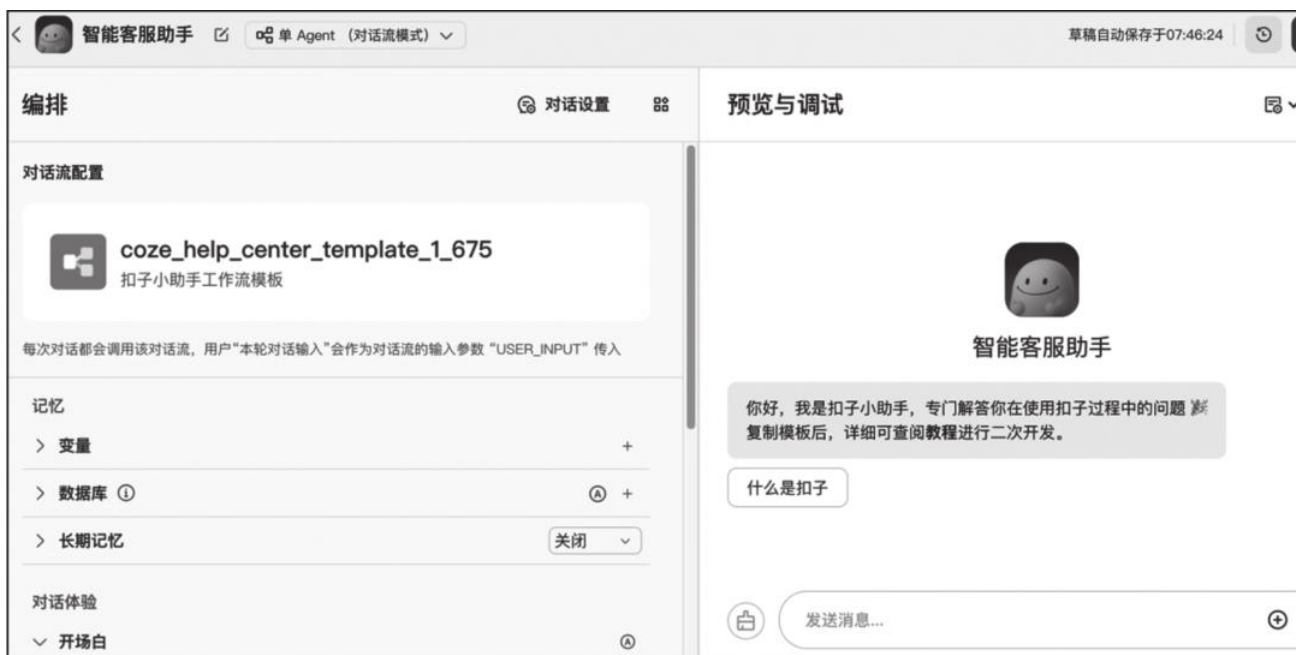 智能客服助手
单 Agent （对话流模式）
草稿自动保存于07:46:24
编排
对话设置
预览与调试
对话流配置
coze_help_center_template_1_675
扣子小助手工作流模板
每次对话都会调用该对话流，用户“本轮对话输入”会作为对话流的输入参数 “USER_INPUT” 传入
记忆
变量
数据库
长期记忆
关闭
对话体验
开场白
智能客服助手
你好，我是扣子小助手，专门解答你在使用扣子过程中的问题
复制模板后，详细可查阅教程进行二次开发。
什么是扣子
发送消息...